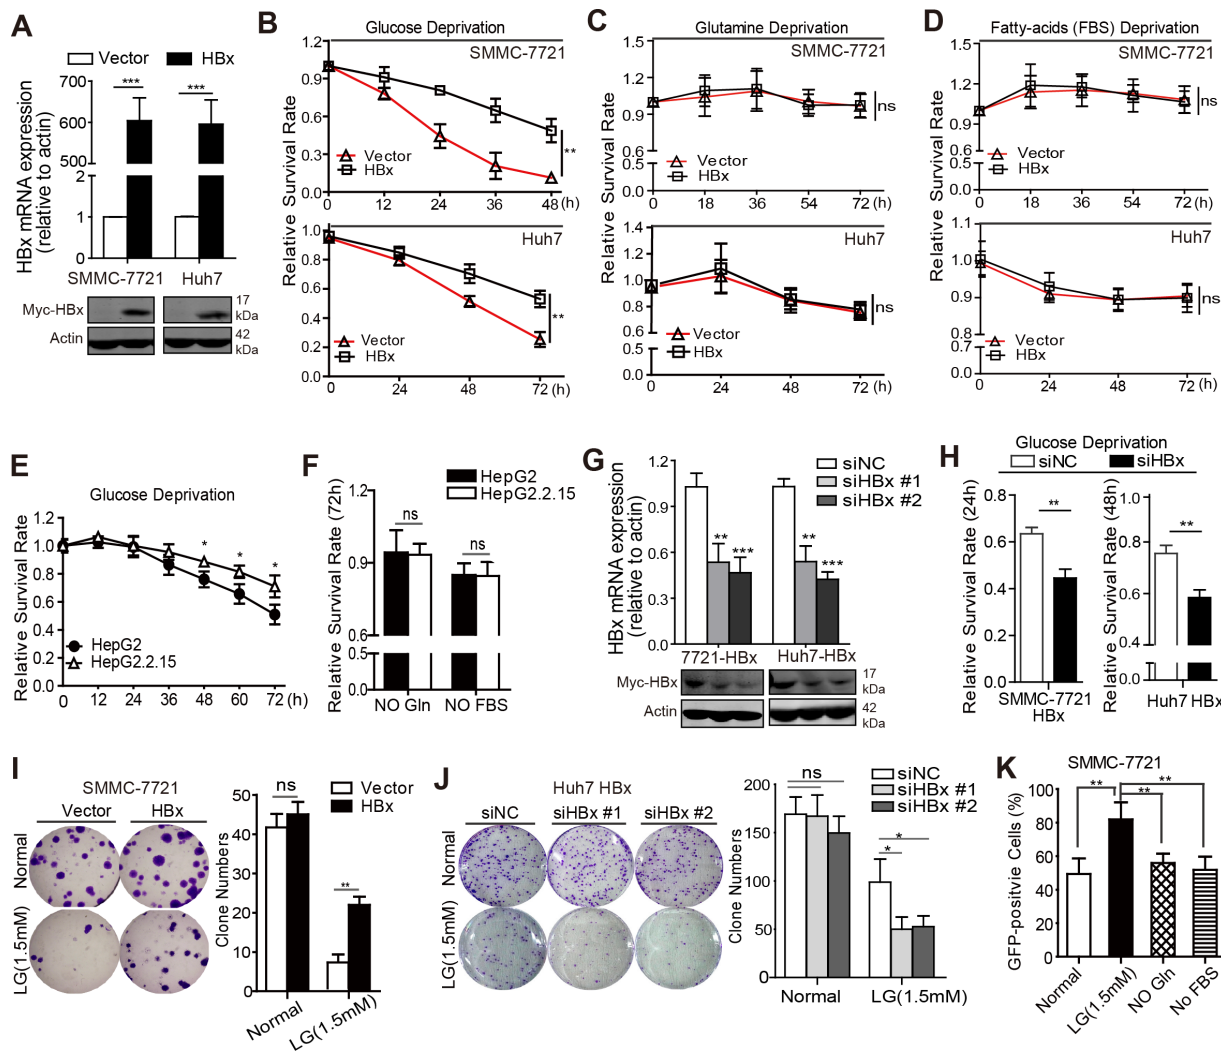 A
Vector HBx
HBx mRNA expression
(relative to actin)
700
600
500
2
1
0
*** ***
SMMC-7721 Huh7
Myc-HBx 17 kDa
Actin 42 kDa
B
Glucose Deprivation
SMMC-7721
Relative Survival Rate
1.2
0.9
0.6
0.3
0.0
Vector
HBx
**
0 12 24 36 48 (h)
Huh7
1.0
0.8
0.6
0.4
0.2
0.0
Vector
HBx
**
0 24 48 72 (h)
C
Glutamine Deprivation
SMMC-7721
Relative Survival Rate
1.5
1.2
0.9
0.6
0.5
0.0
Vector
HBx
ns
0 18 36 54 72 (h)
Huh7
1.4
1.2
1.0
0.8
0.6
0.5
0.0
Vector
HBx
ns
0 24 48 72 (h)
D
Fatty-acids (FBS) Deprivation
SMMC-7721
Relative Survival Rate
1.5
1.2
0.9
0.6
0.5
0.0
Vector
HBx
ns
0 18 36 54 72 (h)
Huh7
1.1
1.0
0.9
0.8
0.7
0.0
Vector
HBx
ns
0 24 48 72 (h)
E
Glucose Deprivation
Relative Survival Rate
1.2
1.0
0.8
0.6
0.4
0.2
0.0
* * *
HepG2
HepG2.2.15
0 12 24 36 48 60 72 (h)
F
HepG2
HepG2.2.15
Relative Survival Rate (72h)
1.2
0.9
0.6
0.5
0.0
ns ns
NO Gln NO FBS
G
siNC
siHBx #1
siHBx #2
HBx mRNA expression
(relative to actin)
1.2
0.9
0.6
0.3
0.0
** *** ** ***
7721-HBx Huh7-HBx
Myc-HBx 17 kDa
Actin 42 kDa
H
Glucose Deprivation
siNC siHBx
Relative Survival Rate (24h)
0.8
0.6
0.4
0.2
0.0
**
SMMC-7721
HBx
Relative Survival Rate (48h)
1.0
0.8
0.6
0.4
0.0
**
Huh7 HBx
I
SMMC-7721
Vector HBx
Normal
LG(1.5mM)
Vector
HBx
Clone Numbers
50
40
30
20
10
0
ns
**
Normal LG(1.5mM)
J
Huh7 HBx
siNC siHBx #1 siHBx #2
Normal
LG(1.5mM)
siNC
siHBx #1
siHBx #2
Clone Numbers
200
150
100
50
0
ns
*
*
Normal LG(1.5mM)
K
SMMC-7721
GFP-positvie Cells (%)
100
80
60
40
20
0
** ** **
Normal LG(1.5mM) NO Gln No FBS